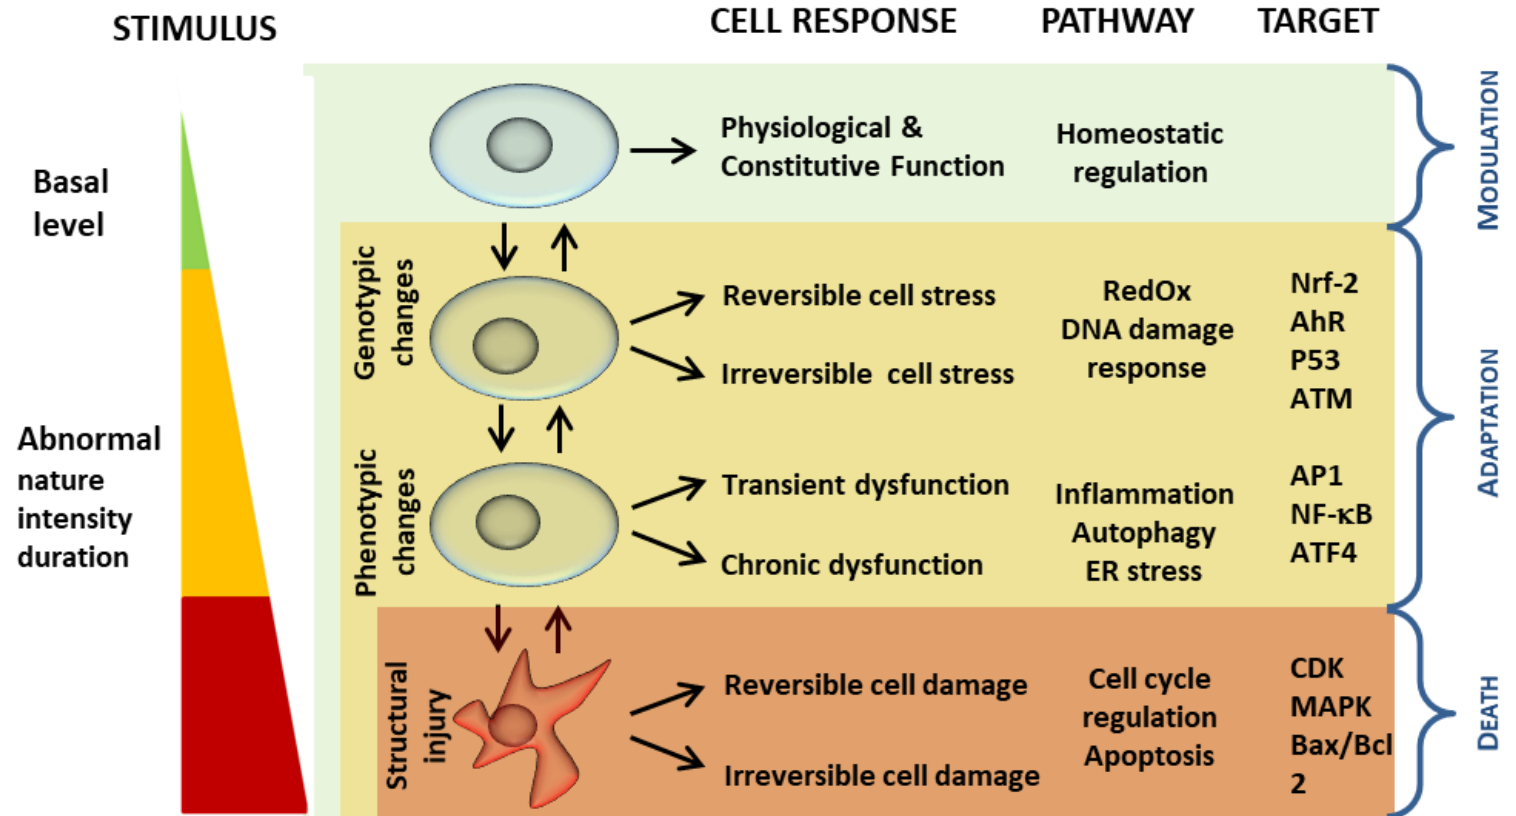 STIMULUS
CELL RESPONSE
PATHWAY
TARGET
Basal
level
Physiological &
Constitutive Function
Homeostatic
regulation
MODULATION
Abnormal
nature
intensity
duration
Genotypic
changes
Reversible cell stress
Irreversible cell stress
RedOx
DNA damage
response
Nrf-2
AhR
P53
ATM
ADAPTATION
Phenotypic
changes
Transient dysfunction
Chronic dysfunction
Inflammation
Autophagy
ER stress
AP1
NF-κB
ATF4
Structural
injury
Reversible cell damage
Irreversible cell damage
Cell cycle
regulation
Apoptosis
CDK
MAPK
Bax/Bcl
2
DEATH